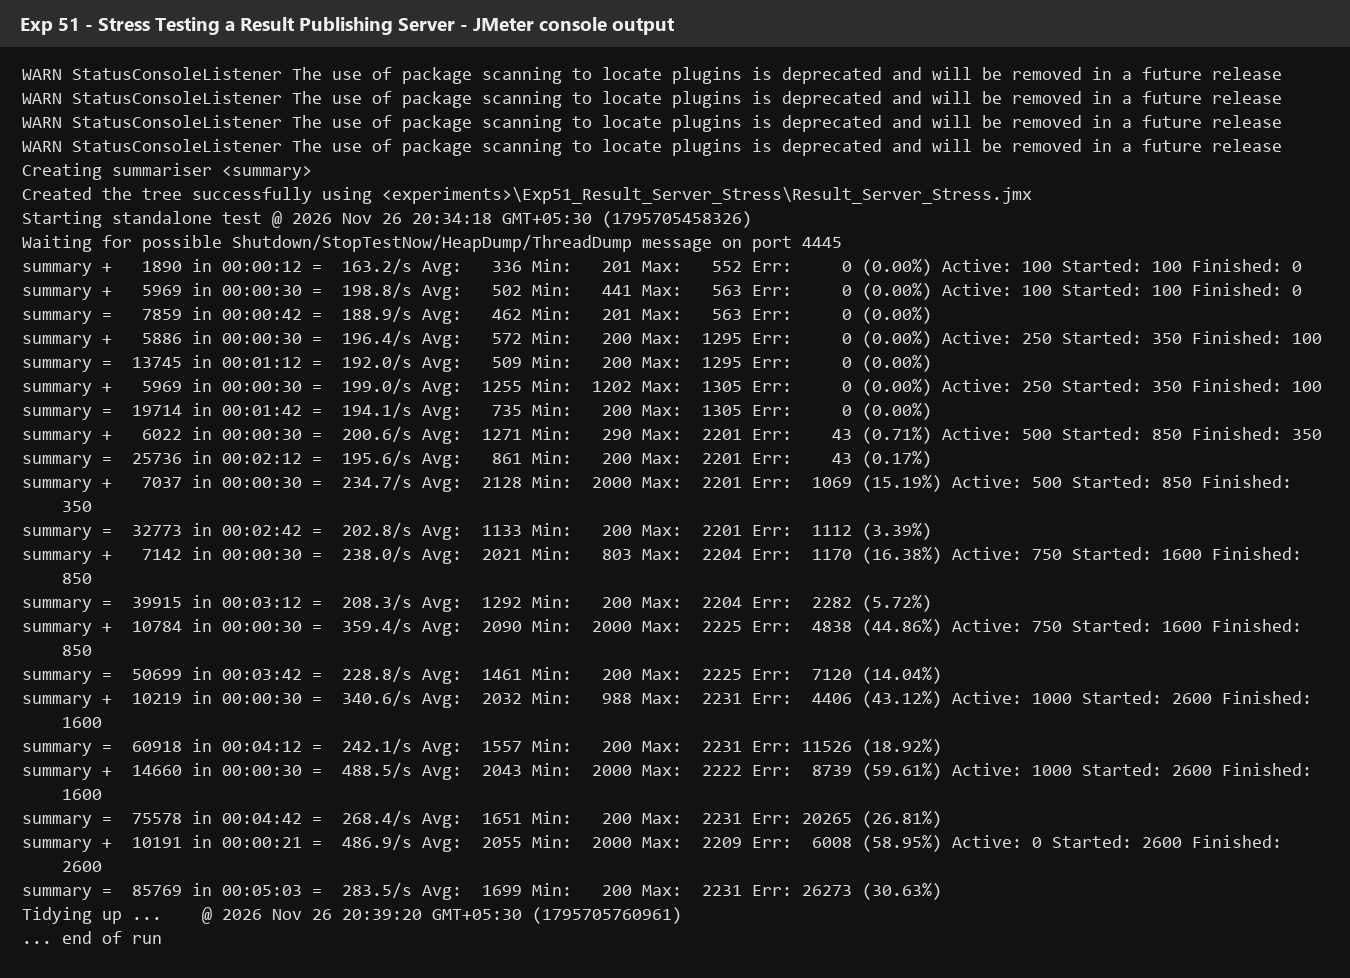 Exp 51 - Stress Testing a Result Publishing Server - JMeter console output
WARN StatusConsoleListener The use of package scanning to locate plugins is deprecated and will be removed in a future release
WARN StatusConsoleListener The use of package scanning to locate plugins is deprecated and will be removed in a future release
WARN StatusConsoleListener The use of package scanning to locate plugins is deprecated and will be removed in a future release
WARN StatusConsoleListener The use of package scanning to locate plugins is deprecated and will be removed in a future release
Creating summariser <summary>
Created the tree successfully using <experiments>\Exp51_Result_Server_Stress\Result_Server_Stress.jmx
Starting standalone test @ 2026 Nov 26 20:34:18 GMT+05:30 (1795705458326)
Waiting for possible Shutdown/StopTestNow/HeapDump/ThreadDump message on port 4445
summary +   1890 in 00:00:12 =  163.2/s Avg:   336 Min:   201 Max:   552 Err:     0 (0.00%) Active: 100 Started: 100 Finished: 0
summary +   5969 in 00:00:30 =  198.8/s Avg:   502 Min:   441 Max:   563 Err:     0 (0.00%) Active: 100 Started: 100 Finished: 0
summary =   7859 in 00:00:42 =  188.9/s Avg:   462 Min:   201 Max:   563 Err:     0 (0.00%)
summary +   5886 in 00:00:30 =  196.4/s Avg:   572 Min:   200 Max:  1295 Err:     0 (0.00%) Active: 250 Started: 350 Finished: 100
summary =  13745 in 00:01:12 =  192.0/s Avg:   509 Min:   200 Max:  1295 Err:     0 (0.00%)
summary +   5969 in 00:00:30 =  199.0/s Avg:  1255 Min:  1202 Max:  1305 Err:     0 (0.00%) Active: 250 Started: 350 Finished: 100
summary =  19714 in 00:01:42 =  194.1/s Avg:   735 Min:   200 Max:  1305 Err:     0 (0.00%)
summary +   6022 in 00:00:30 =  200.6/s Avg:  1271 Min:   290 Max:  2201 Err:    43 (0.71%) Active: 500 Started: 850 Finished: 350
summary =  25736 in 00:02:12 =  195.6/s Avg:   861 Min:   200 Max:  2201 Err:    43 (0.17%)
summary +   7037 in 00:00:30 =  234.7/s Avg:  2128 Min:  2000 Max:  2201 Err:  1069 (15.19%) Active: 500 Started: 850 Finished:
350
summary =  32773 in 00:02:42 =  202.8/s Avg:  1133 Min:   200 Max:  2201 Err:  1112 (3.39%)
summary +   7142 in 00:00:30 =  238.0/s Avg:  2021 Min:   803 Max:  2204 Err:  1170 (16.38%) Active: 750 Started: 1600 Finished:
850
summary =  39915 in 00:03:12 =  208.3/s Avg:  1292 Min:   200 Max:  2204 Err:  2282 (5.72%)
summary +  10784 in 00:00:30 =  359.4/s Avg:  2090 Min:  2000 Max:  2225 Err:  4838 (44.86%) Active: 750 Started: 1600 Finished:
850
summary =  50699 in 00:03:42 =  228.8/s Avg:  1461 Min:   200 Max:  2225 Err:  7120 (14.04%)
summary +  10219 in 00:00:30 =  340.6/s Avg:  2032 Min:   988 Max:  2231 Err:  4406 (43.12%) Active: 1000 Started: 2600 Finished:
1600
summary =  60918 in 00:04:12 =  242.1/s Avg:  1557 Min:   200 Max:  2231 Err: 11526 (18.92%)
summary +  14660 in 00:00:30 =  488.5/s Avg:  2043 Min:  2000 Max:  2222 Err:  8739 (59.61%) Active: 1000 Started: 2600 Finished:
1600
summary =  75578 in 00:04:42 =  268.4/s Avg:  1651 Min:   200 Max:  2231 Err: 20265 (26.81%)
summary +  10191 in 00:00:21 =  486.9/s Avg:  2055 Min:  2000 Max:  2209 Err:  6008 (58.95%) Active: 0 Started: 2600 Finished:
2600
summary =  85769 in 00:05:03 =  283.5/s Avg:  1699 Min:   200 Max:  2231 Err: 26273 (30.63%)
Tidying up ...    @ 2026 Nov 26 20:39:20 GMT+05:30 (1795705760961)
... end of run